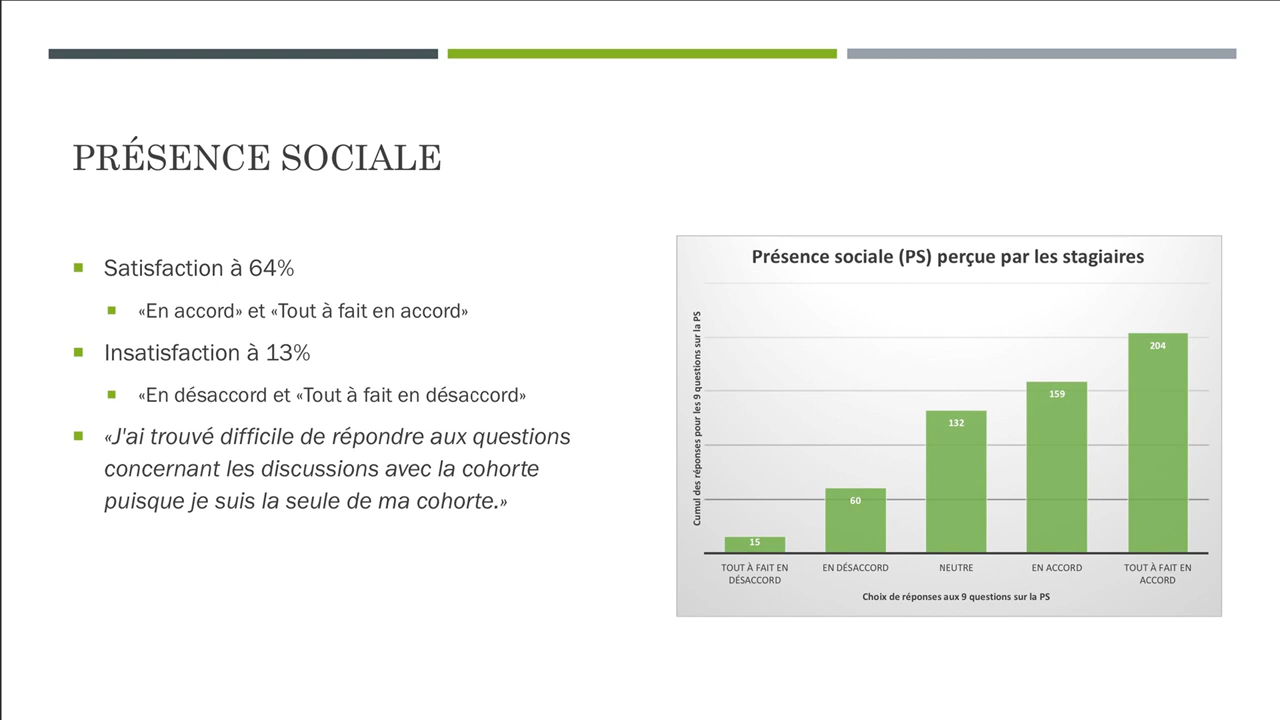 PRÉSENCE SOCIALE
Satisfaction à 64%
«En accord» et «Tout à fait en accord»
Insatisfaction à 13%
«En désaccord et «Tout à fait en désaccord»
«J'ai trouvé difficile de répondre aux questions
concernant les discussions avec la cohorte
puisque je suis la seule de ma cohorte.»
Présence sociale (PS) perçue par les stagiaires
Cumul des réponses pour les 9 questions sur la PS
15
60
132
159
204
TOUT À FAIT EN
DÉSACCORD
EN DÉSACCORD
NEUTRE
EN ACCORD
TOUT À FAIT EN
ACCORD
Choix de réponses aux 9 questions sur la PS